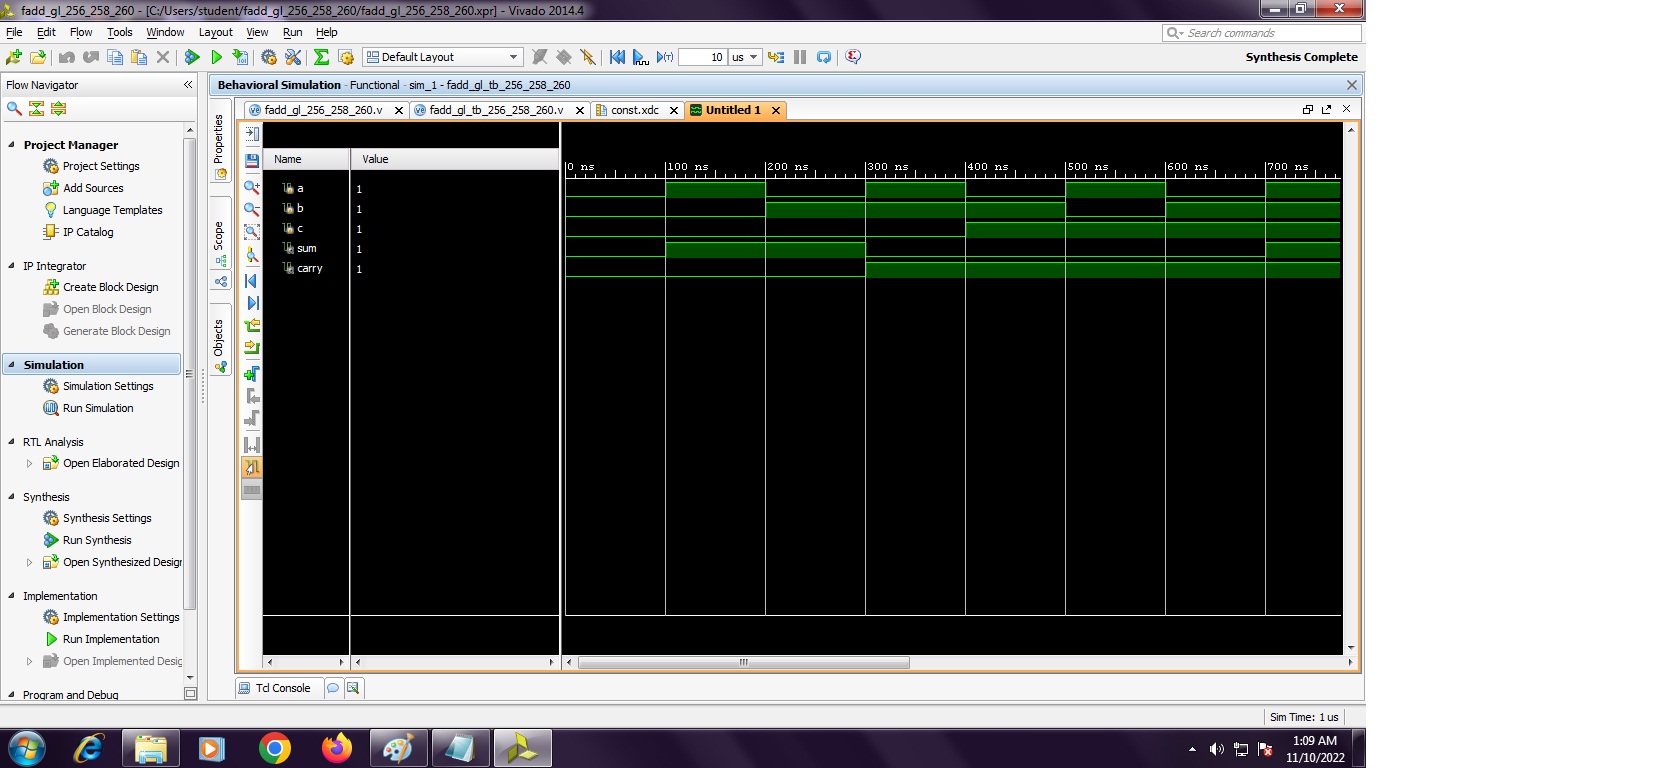 fadd_gl_256_258_260 - [C:/Users/student/fadd_gl_256_258_260/fadd_gl_256_258_260.xpr] - Vivado 2014.4
File Edit Flow Tools Window Layout View Run Help
Search commands
Default Layout
10 us
Synthesis Complete
Flow Navigator
Project Manager
Project Settings
Add Sources
Language Templates
IP Catalog
IP Integrator
Create Block Design
Open Block Design
Generate Block Design
Simulation
Simulation Settings
Run Simulation
RTL Analysis
Open Elaborated Design
Synthesis
Synthesis Settings
Run Synthesis
Open Synthesized Desigr
Implementation
Implementation Settings
Run Implementation
Open Implemented Desig
Program and Debug
Behavioral Simulation - Functional - sim_1 - fadd_gl_tb_256_258_260
Properties
Scope
Objects
fadd_gl_256_258_260.v fadd_gl_tb_256_258_260.v const.xdc Untitled 1
Name Value
0 ns 100 ns 200 ns 300 ns 400 ns 500 ns 600 ns 700 ns
a 1
b 1
c 1
sum 1
carry 1
Tcl Console
Sim Time: 1 us
1:09 AM
11/10/2022